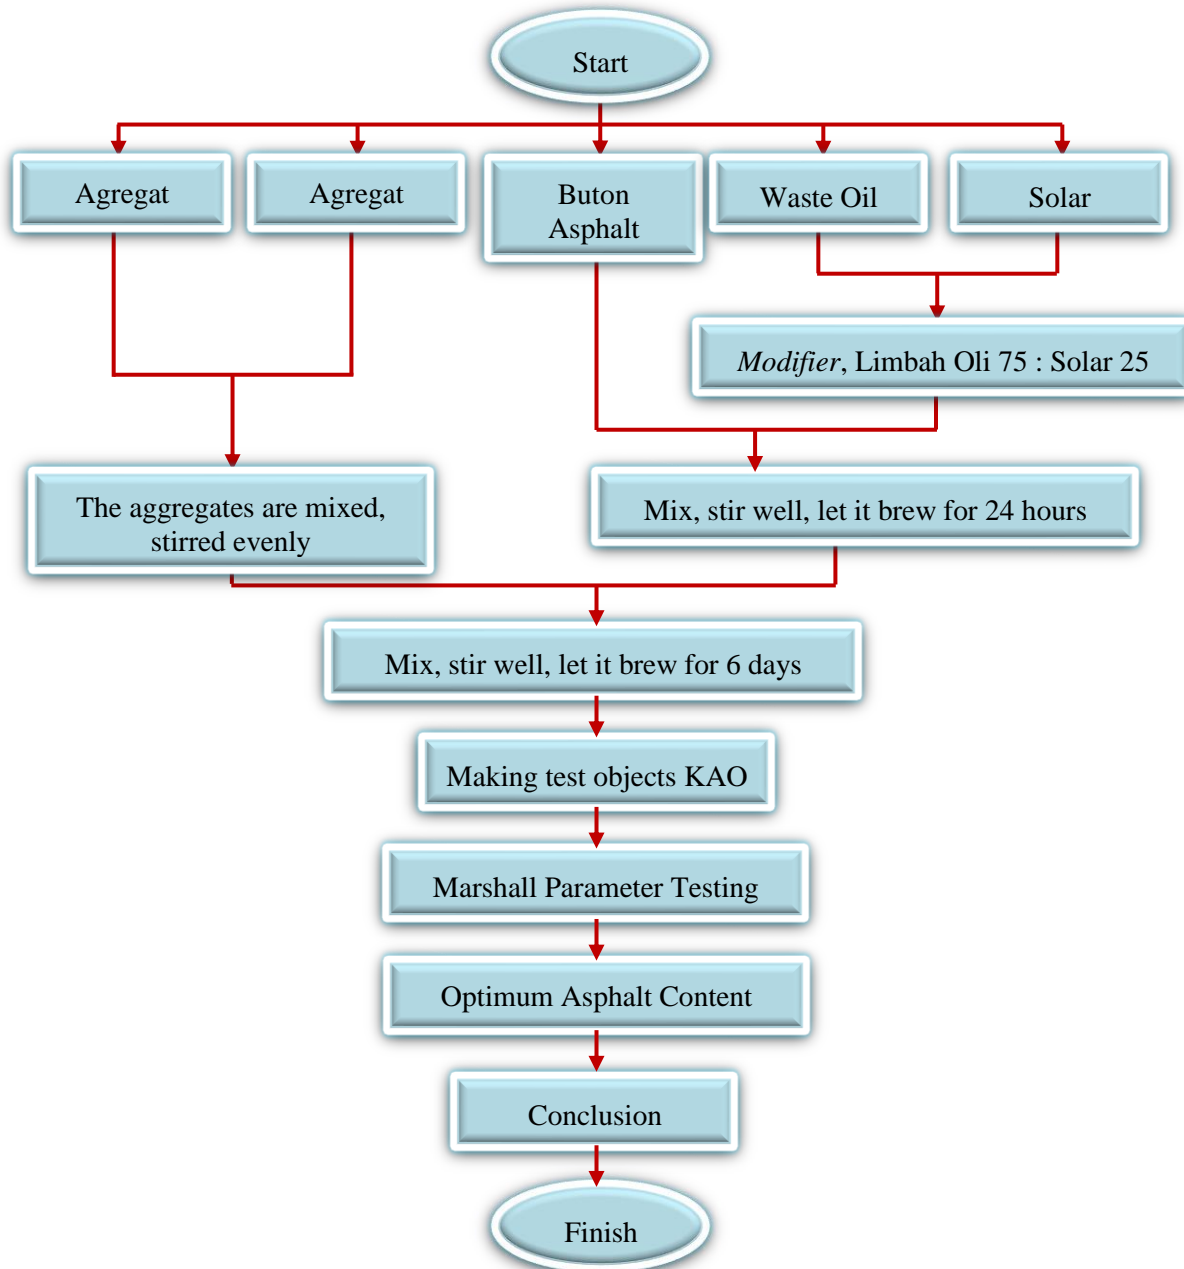 Start
Agregat
Agregat
Buton
Asphalt
Waste Oil
Solar
Modifier, Limbah Oli 75 : Solar 25
The aggregates are mixed,
stirred evenly
Mix, stir well, let it brew for 24 hours
Mix, stir well, let it brew for 6 days
Making test objects KAO
Marshall Parameter Testing
Optimum Asphalt Content
Conclusion
Finish